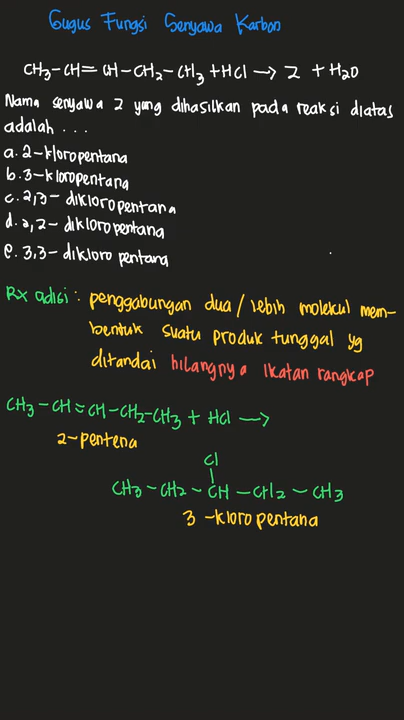 Gugus Fungsi Senyawa Karbon
CH3-CH=CH-CH2-CH3 +HCl → Z + H2O
Nama senyawa Z yang dihasilkan pada reaksi diatas
adalah ...
a. 2-kloropentana
b. 3-kloropentana
c. 2,3-dikloropentana
d. 2,2-dikloropentana
e. 3,3-dikloro pentana
Rx adisi : penggabungan dua/lebih molekul mem-
bentuk suatu produk tunggal yg
ditandai hilangnya ikatan rangkap
CH3-CH=CH-CH2-CH3 + HCl →
2-pentena
Cl
CH3-CH2-CH-CH2-CH3
3-kloropentana